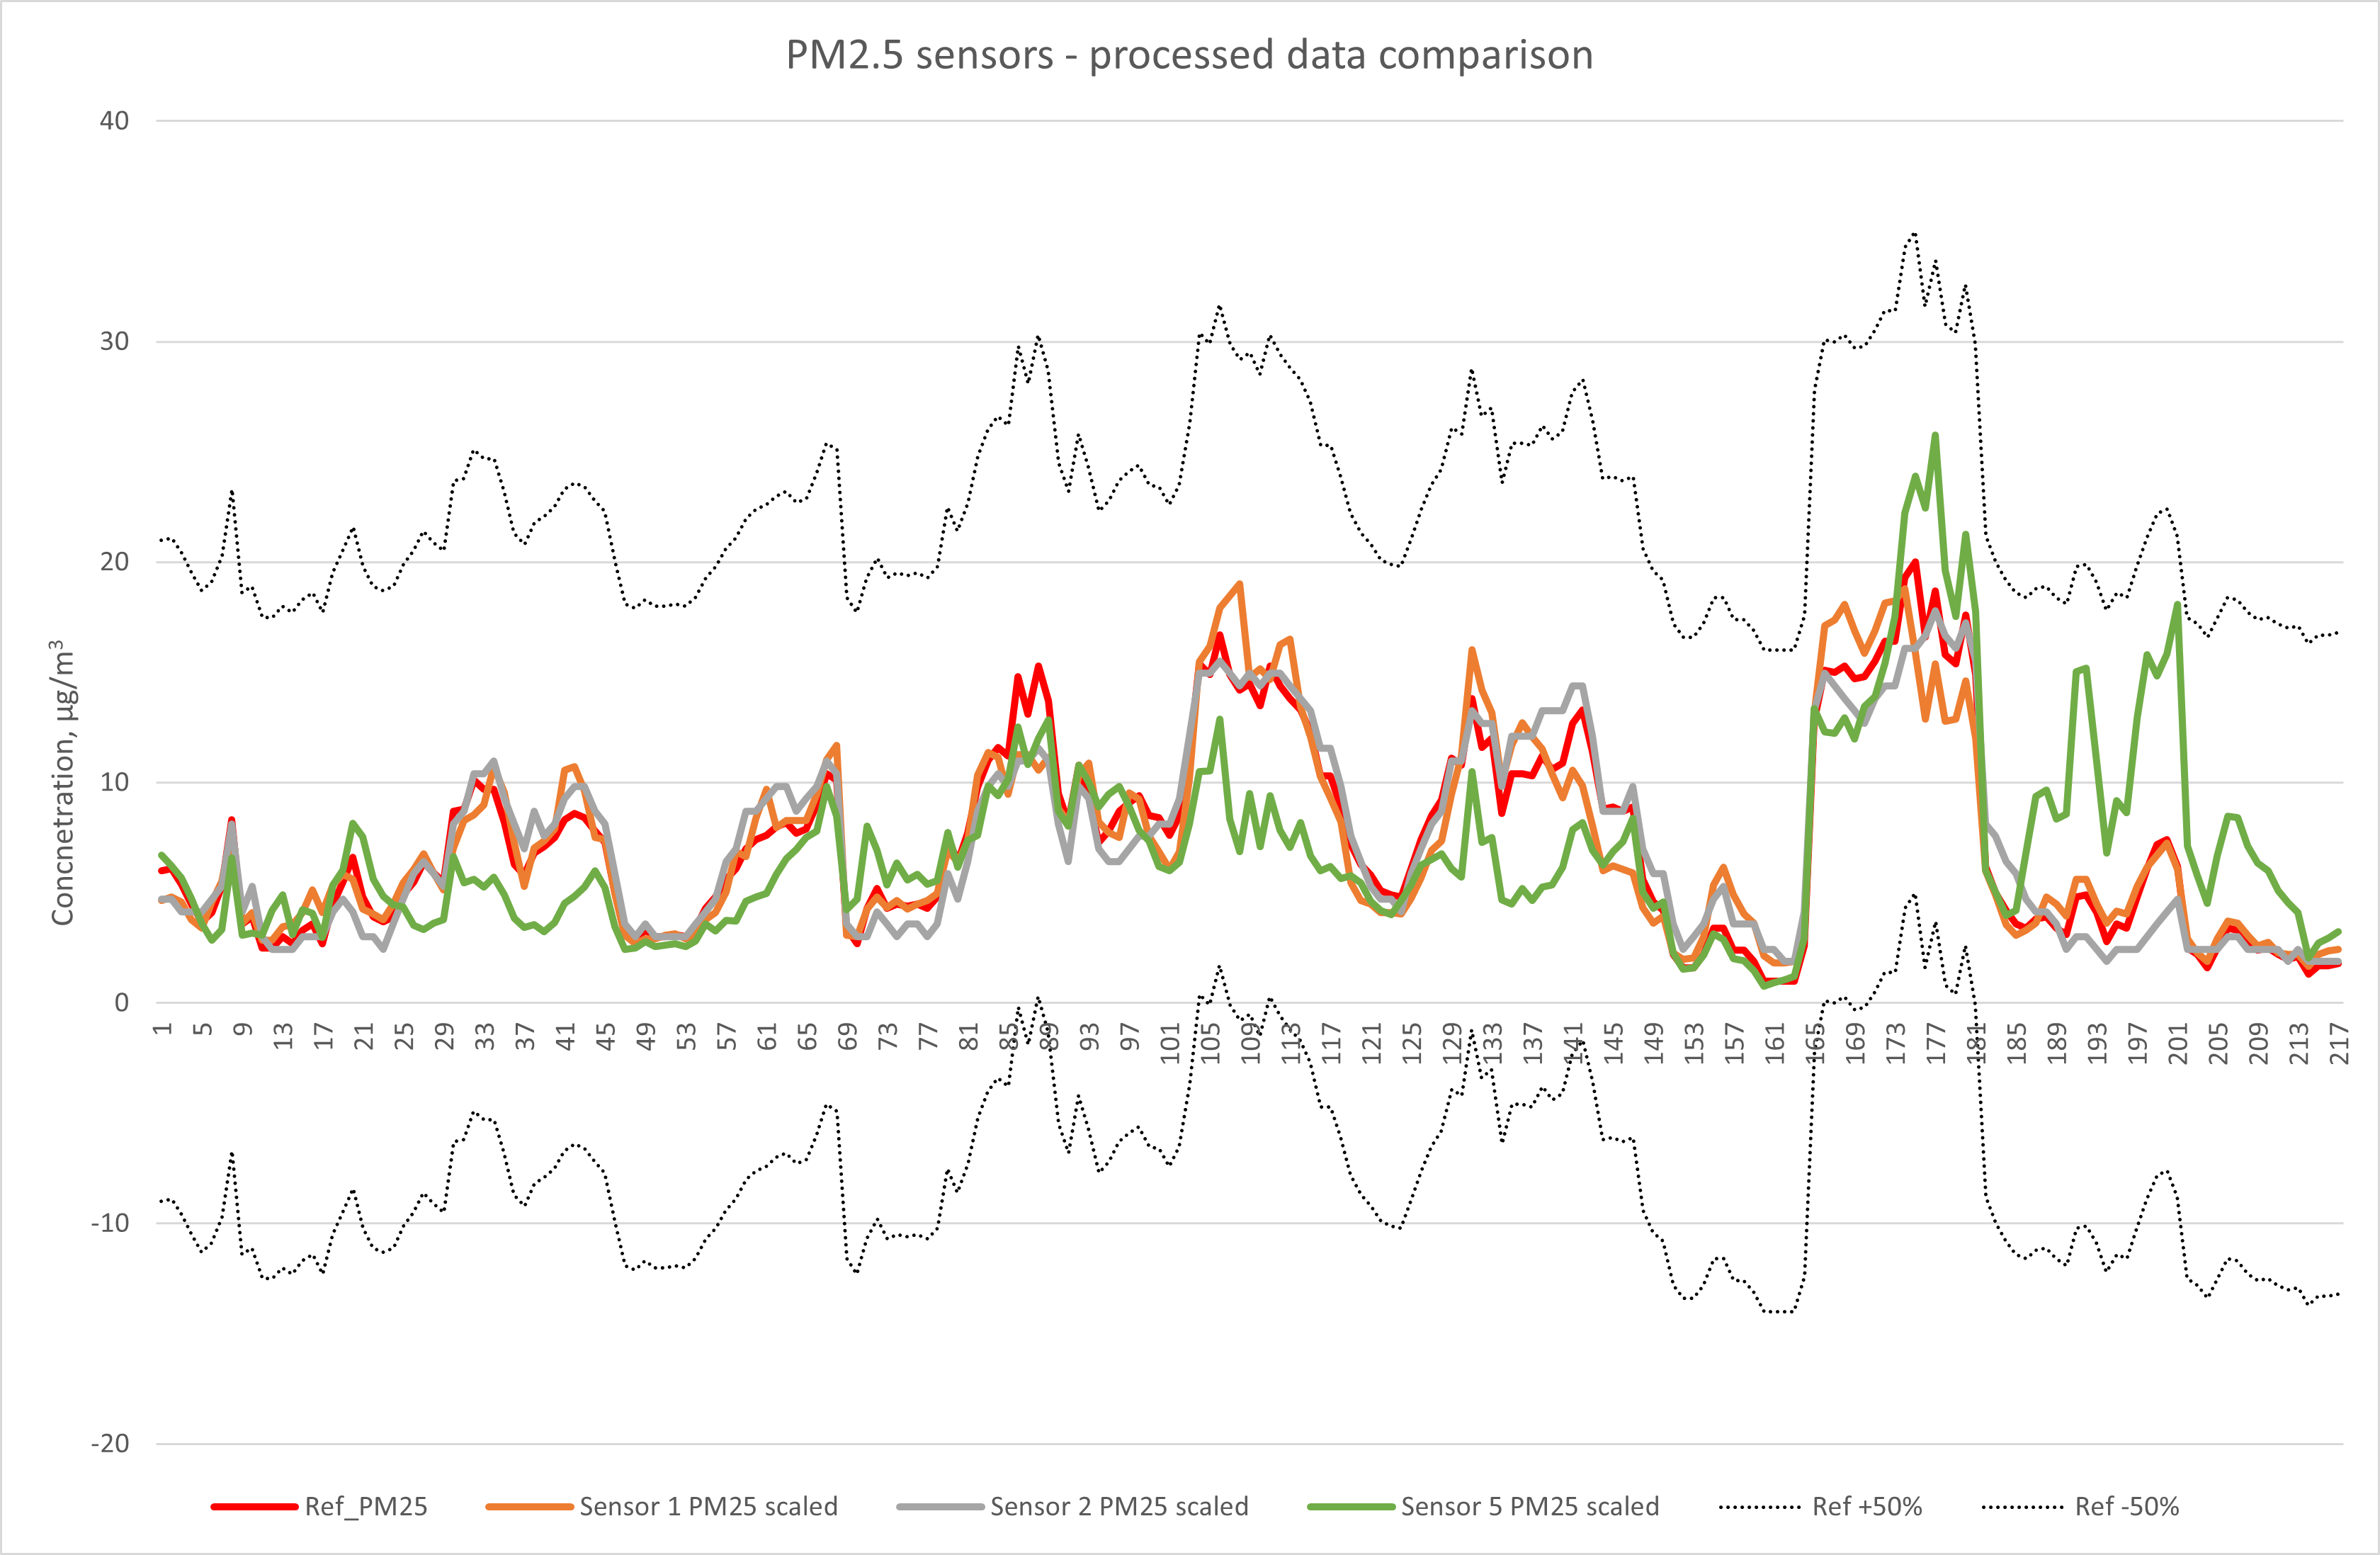 PM2.5 sensors - processed data comparison
40
30
20
10
0
-10
-20
Concnetration, µg/m³
1 5 9 13 17 21 25 29 33 37 41 45 49 53 57 61 65 69 73 77 81 85 89 93 97 101 105 109 113 117 121 125 129 133 137 141 145 149 153 157 161 165 169 173 177 181 185 189 193 197 201 205 209 213 217
Ref_PM25 Sensor 1 PM25 scaled Sensor 2 PM25 scaled Sensor 5 PM25 scaled Ref +50% Ref -50%